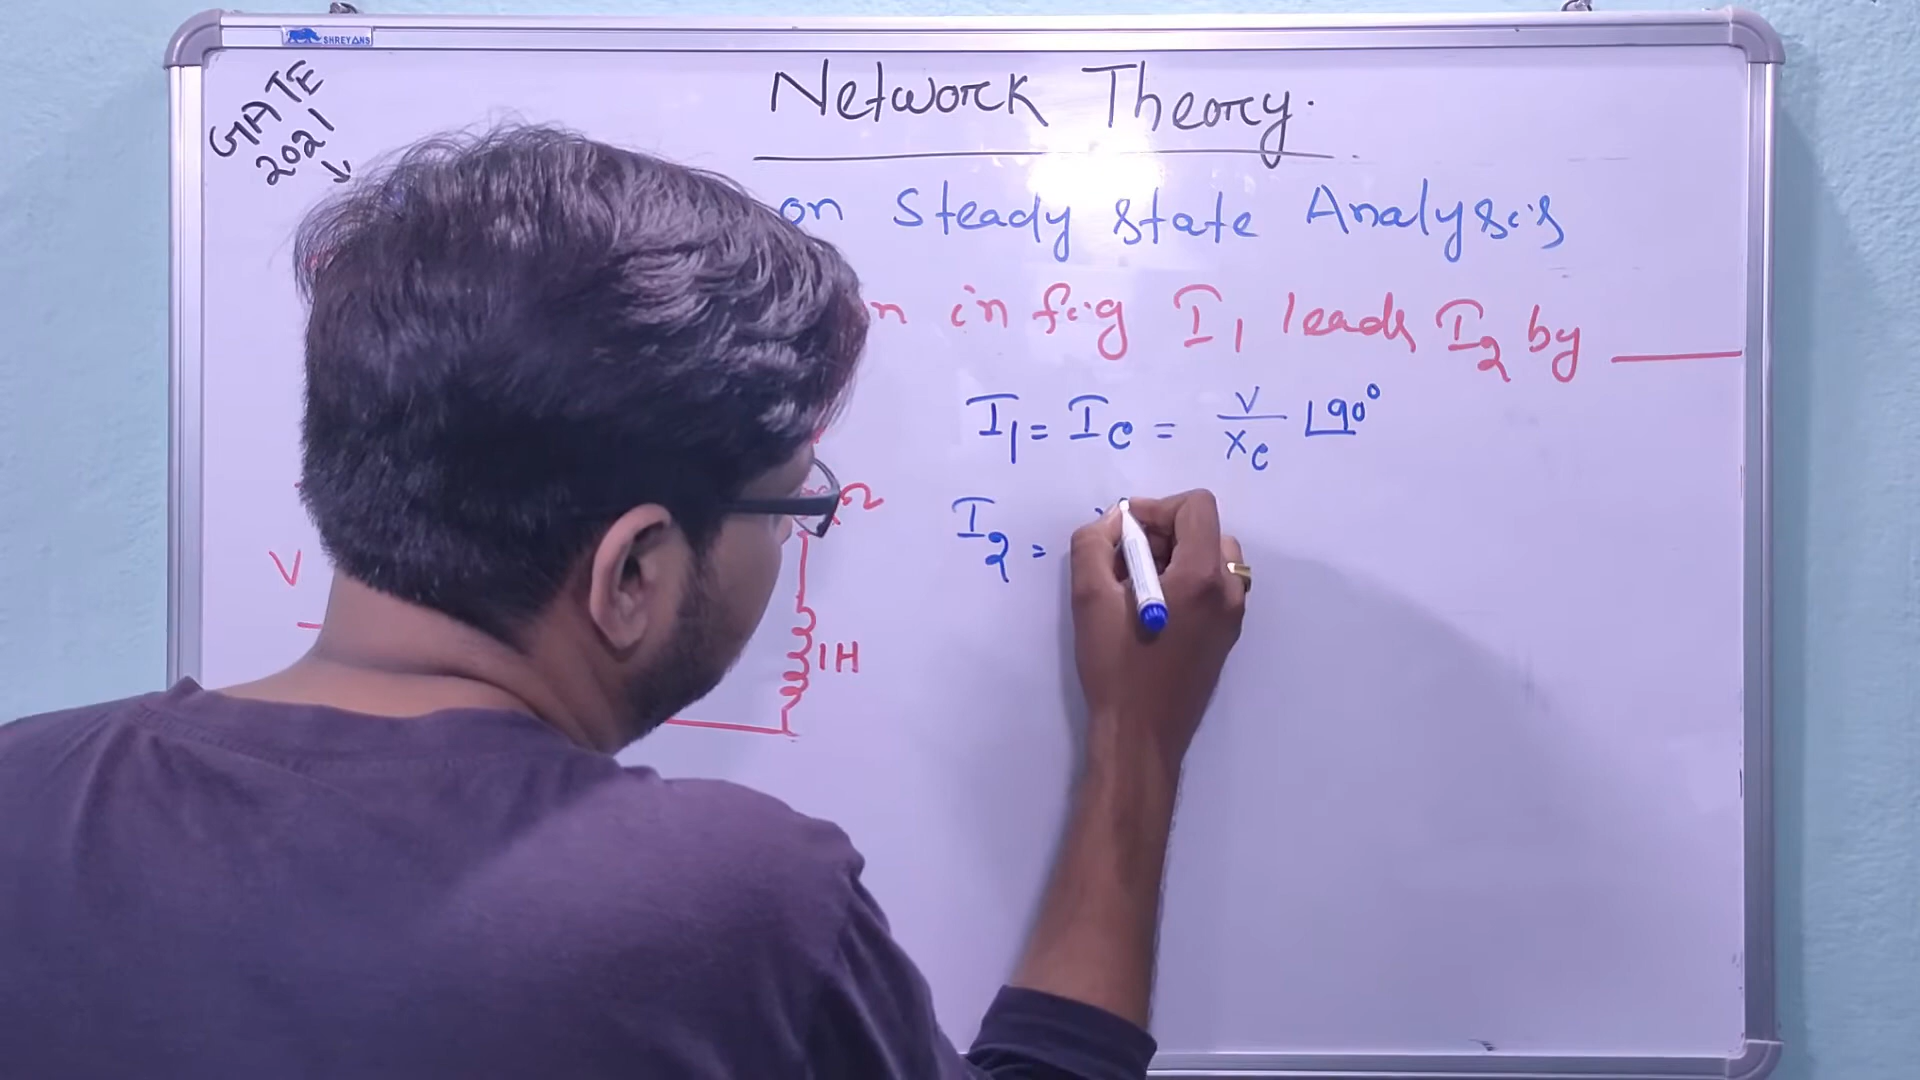 SHREYANS
GATE
2021
Network Theory.
on Steady state Analysis
in fig I1 leads I2 by
I1 = Ic = V/Xc ∠90°
I2 =
Ω
V
1H